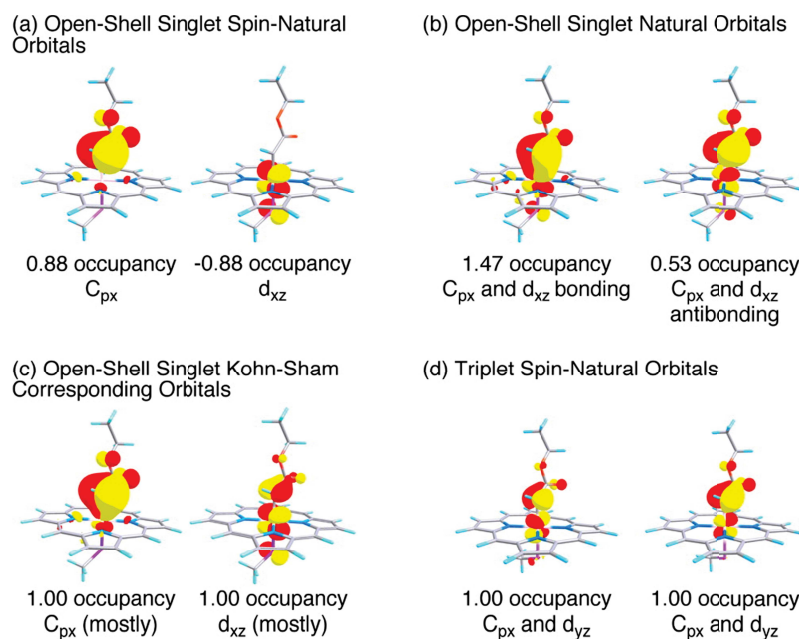 (a) Open-Shell Singlet Spin-Natural
Orbitals
0.88 occupancy
Cpx
-0.88 occupancy
dxz
(b) Open-Shell Singlet Natural Orbitals
1.47 occupancy
Cpx and dxz bonding
0.53 occupancy
Cpx and dxz
antibonding
(c) Open-Shell Singlet Kohn-Sham
Corresponding Orbitals
1.00 occupancy
Cpx (mostly)
1.00 occupancy
dxz (mostly)
(d) Triplet Spin-Natural Orbitals
1.00 occupancy
Cpx and dyz
1.00 occupancy
Cpx and dyz